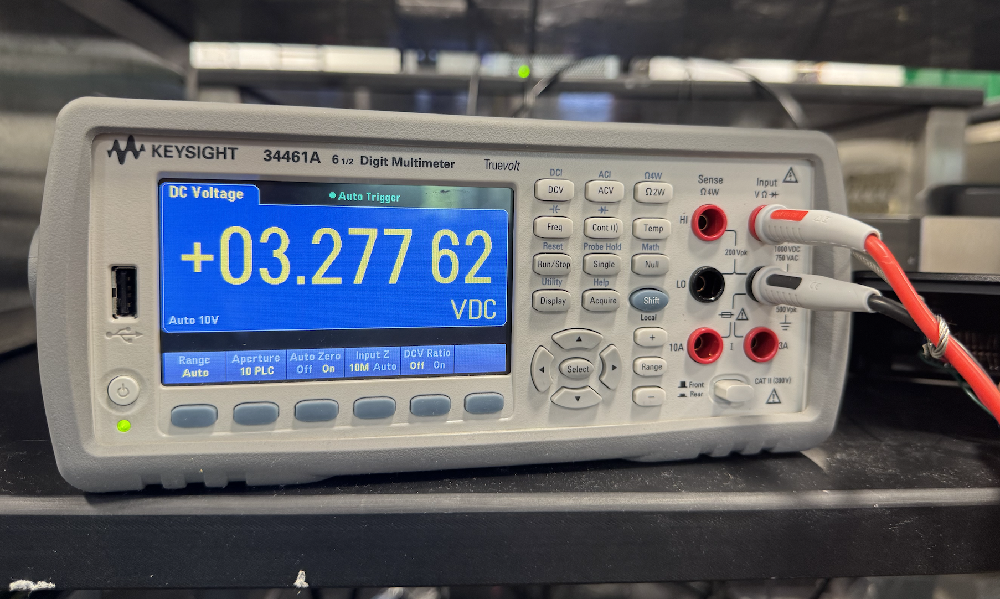 KEYSIGHT 34461A 6 1/2 Digit Multimeter Truevolt
DC Voltage
Auto Trigger
+03.277 62
VDC
Auto 10V
Range
Auto
Aperture
10 PLC
Auto Zero
Off On
Input Z
10M Auto
DCV Ratio
Off On
DCI
DCV
ACI
ACV
Ω4W
Ω2W
Freq
Cont
Temp
Reset
Run/Stop
Probe Hold
Single
Math
Null
Utility
Display
Help
Acquire
Shift
Local
Select
+
Range
−
Sense
Ω4W
Input
V Ω
HI
200 Vpk
1000 VDC
750 VAC
LO
500 Vpk
10A
I
3A
Front
Rear
CAT II (300V)
CE